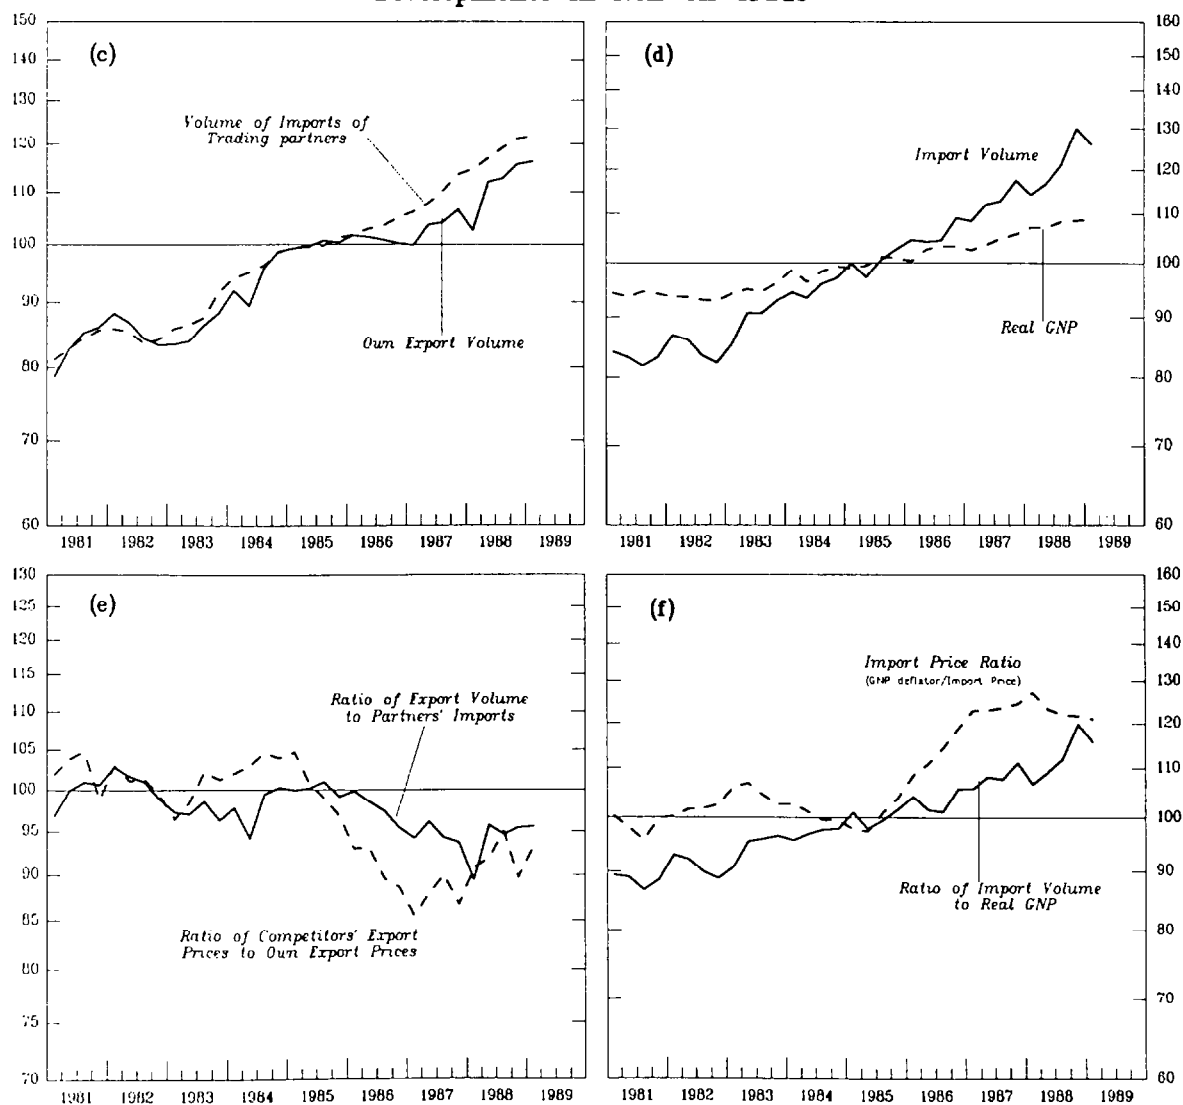 (c)
150
140
130
120
110
100
90
80
70
60
Volume of Imports of
Trading partners
Own Export Volume
1981 1982 1983 1984 1985 1986 1987 1988 1989
(d)
160
150
140
130
120
110
100
90
80
70
60
Import Volume
Real GNP
1981 1982 1983 1984 1985 1986 1987 1988 1989
(e)
130
125
120
115
110
105
100
95
90
85
80
75
70
Ratio of Export Volume
to Partners' Imports
Ratio of Competitors' Export
Prices to Own Export Prices
1981 1982 1983 1984 1985 1986 1987 1988 1989
(f)
160
150
140
130
120
110
100
90
80
70
60
Import Price Ratio
(GNP deflator/Import Price)
Ratio of Import Volume
to Real GNP
1981 1982 1983 1984 1985 1986 1987 1988 1989